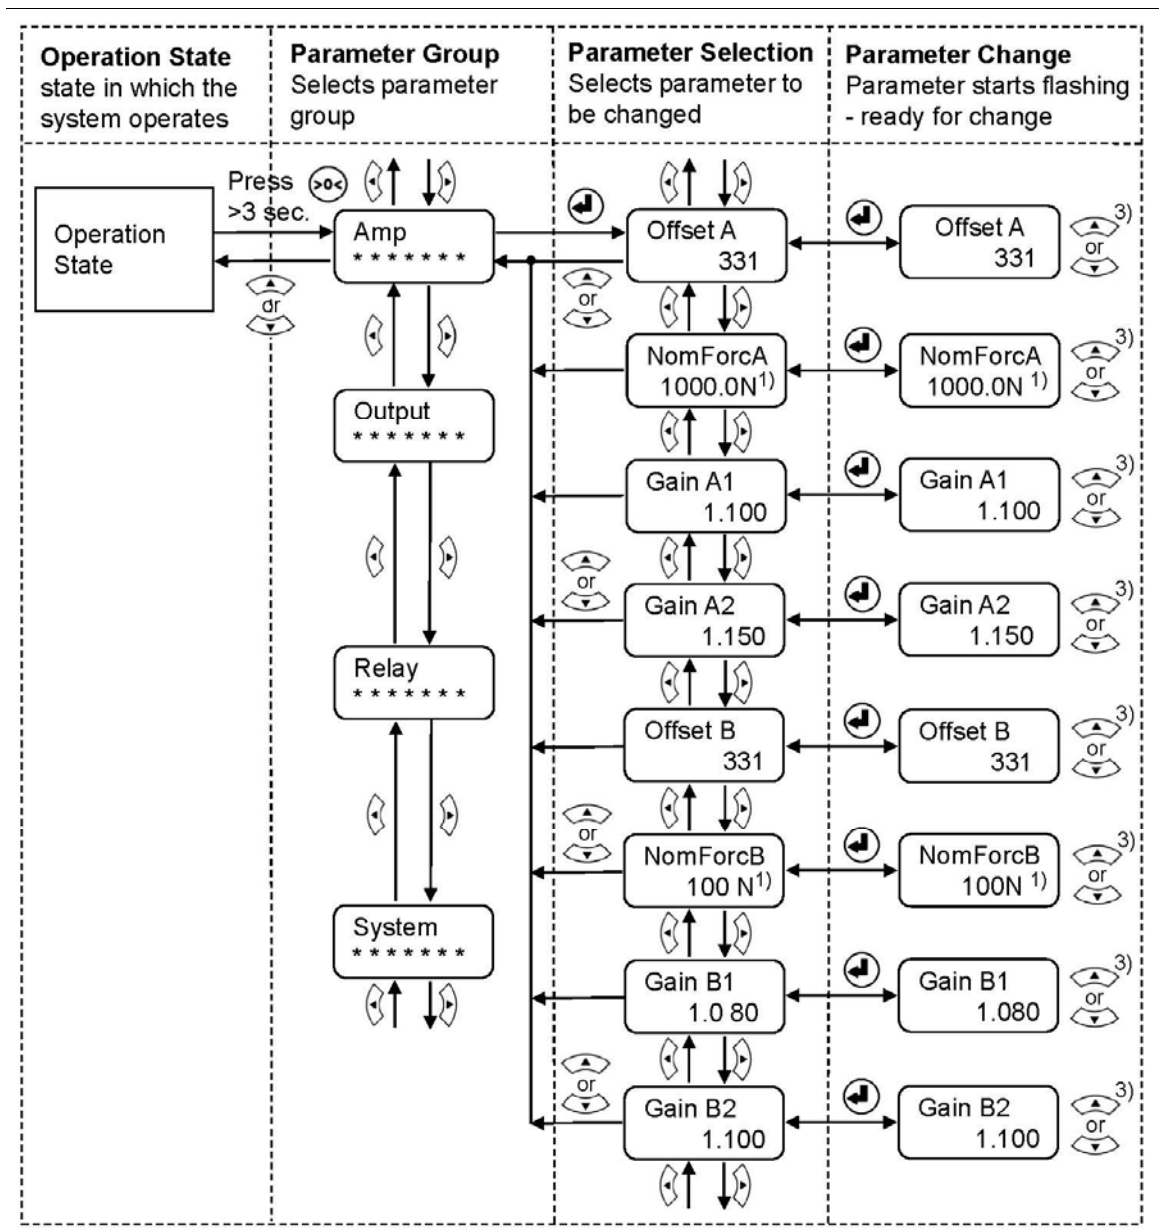 Operation State
state in which the
system operates
Parameter Group
Selects parameter
group
Parameter Selection
Selects parameter to
be changed
Parameter Change
Parameter starts flashing
- ready for change
Operation
State
Press
>3 sec.
>0<
or
Amp
* * * * * * *
Output
* * * * * * *
Relay
* * * * * * *
System
* * * * * * *
Offset A
331
or
Offset A
331
or
3)
NomForcA
1000.0N 1)
NomForcA
1000.0N 1)
or
3)
Gain A1
1.100
Gain A1
1.100
or
3)
or
Gain A2
1.150
Gain A2
1.150
or
3)
Offset B
331
Offset B
331
or
3)
or
NomForcB
100 N 1)
NomForcB
100N 1)
or
3)
Gain B1
1.0 80
Gain B1
1.080
or
3)
or
Gain B2
1.100
Gain B2
1.100
or
3)